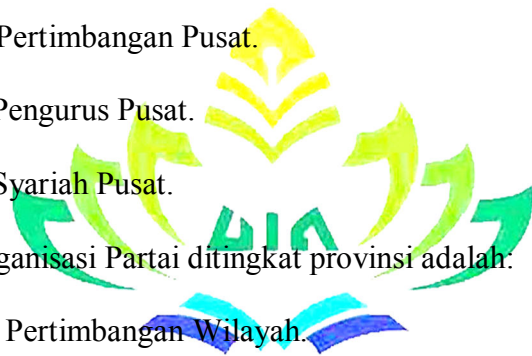 Pertimbangan Pusat.
Pengurus Pusat.
Syariah Pusat.
ganisasi Partai ditingkat provinsi adalah:
Pertimbangan Wilayah.